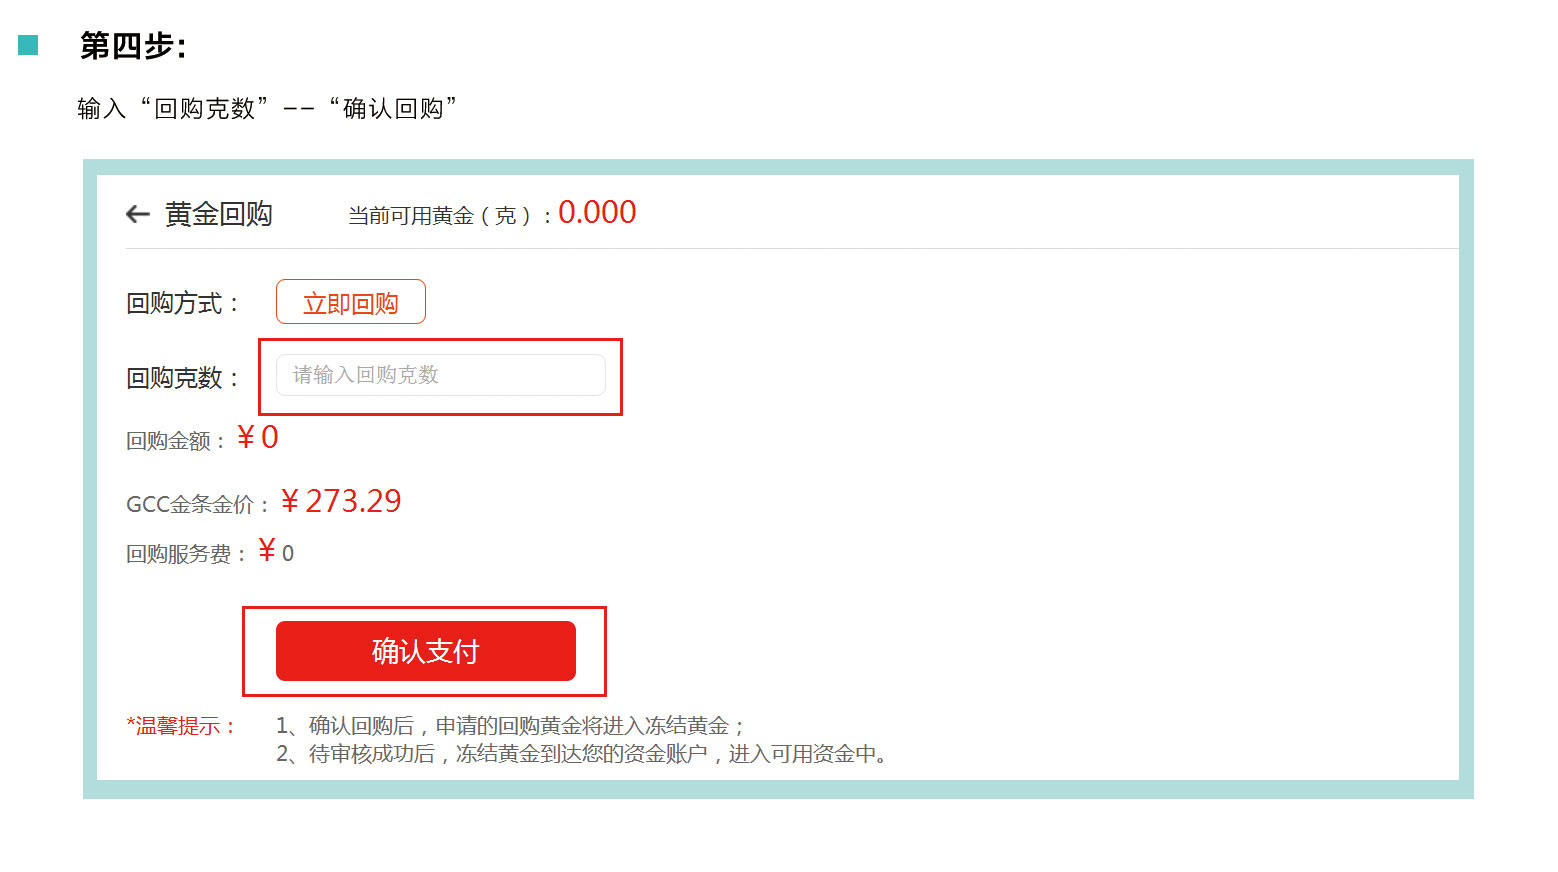 第四步:
输入“回购克数”--“确认回购”
黄金回购 当前可用黄金（克）: 0.000
回购方式： 立即回购
回购克数： 请输入回购克数
回购金额： ￥0
GCC金条金价： ￥273.29
回购服务费： ￥0
确认支付
*温馨提示： 1、确认回购后，申请的回购黄金将进入冻结黄金；
2、待审核成功后，冻结黄金到达您的资金账户，进入可用资金中。